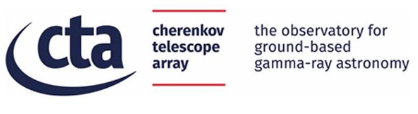 cta
cherenkov
telescope
array
the observatory for
ground-based
gamma-ray astronomy